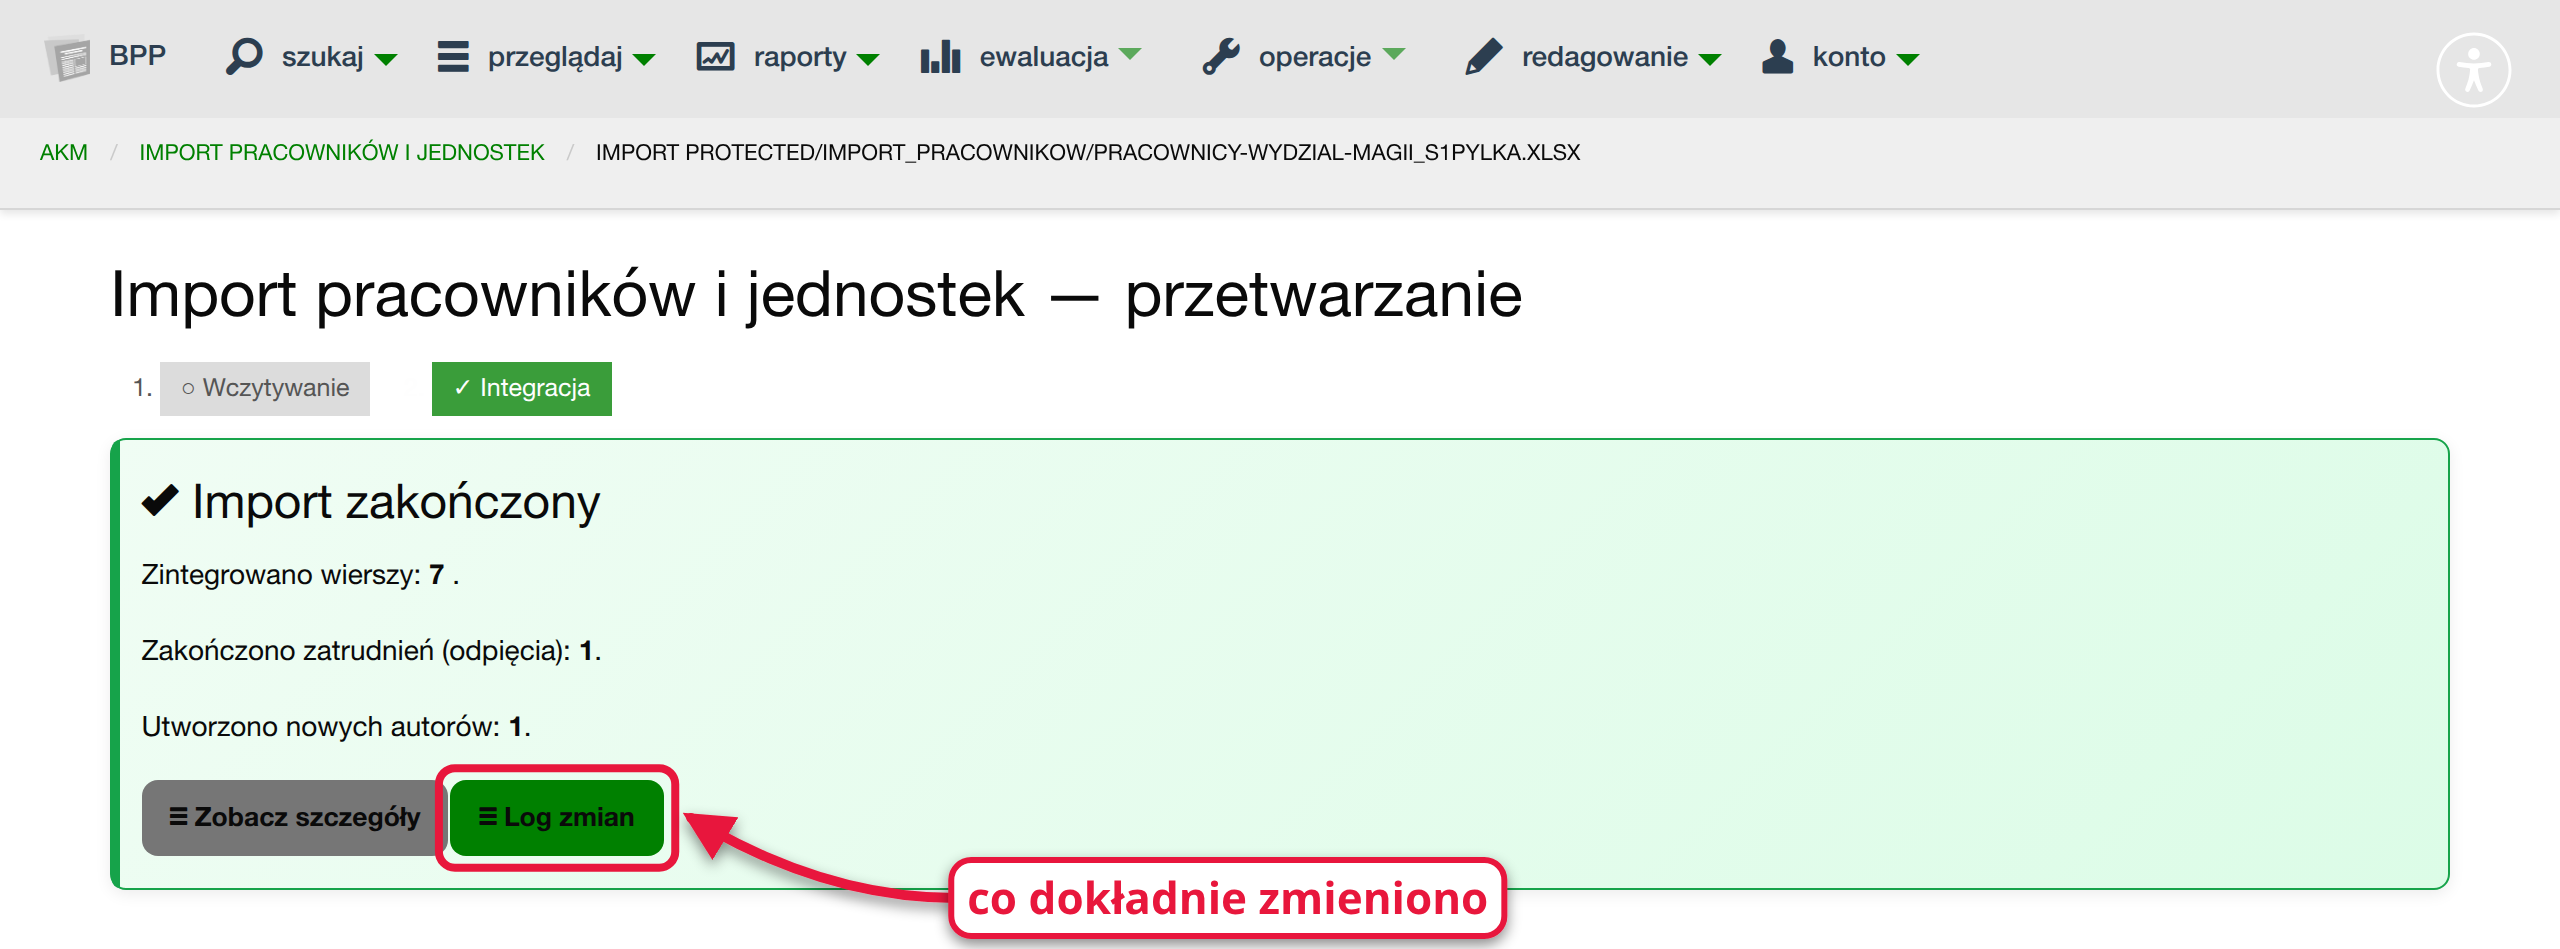 BPP szukaj przeglądaj raporty ewaluacja operacje redagowanie konto
AKM / IMPORT PRACOWNIKÓW I JEDNOSTEK / IMPORT PROTECTED/IMPORT_PRACOWNIKOW/PRACOWNICY-WYDZIAL-MAGII_S1PYLKA.XLSX
Import pracowników i jednostek — przetwarzanie
1. ○ Wczytywanie ✓ Integracja
✔ Import zakończony
Zintegrowano wierszy: 7 .
Zakończono zatrudnień (odpięcia): 1.
Utworzono nowych autorów: 1.
Zobacz szczegóły Log zmian
co dokładnie zmieniono